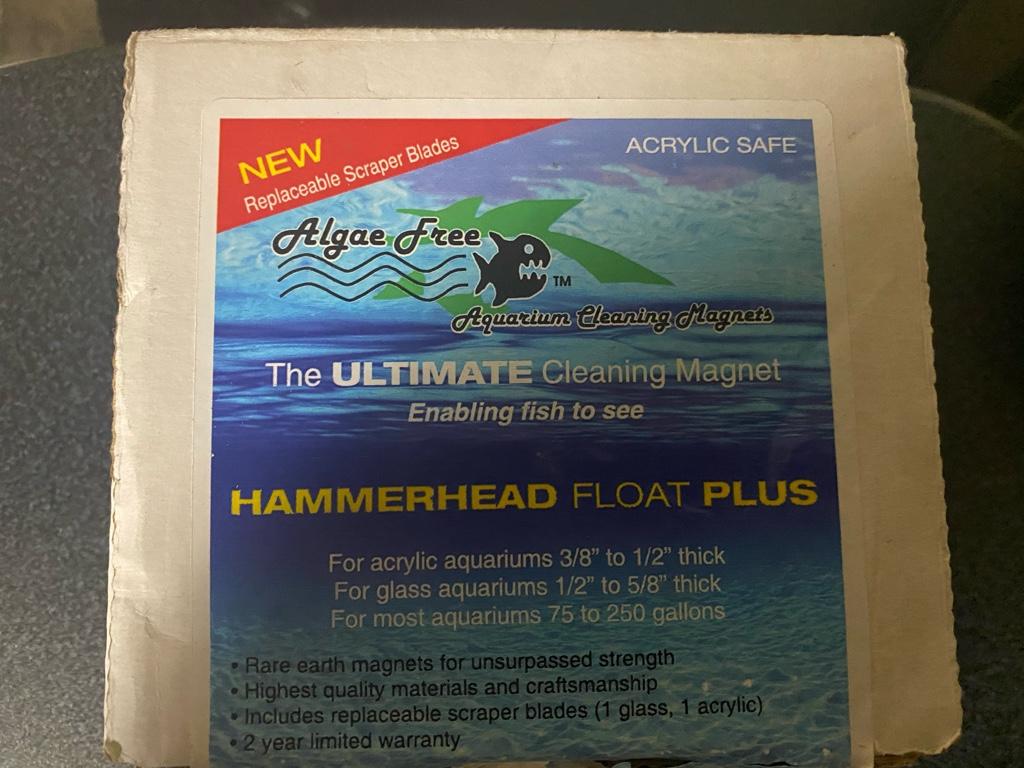 NEW
Replaceable Scraper Blades
ACRYLIC SAFE
Algae Free
TM
Aquarium Cleaning Magnets
The ULTIMATE Cleaning Magnet
Enabling fish to see
HAMMERHEAD FLOAT PLUS
For acrylic aquariums 3/8” to 1/2” thick
For glass aquariums 1/2” to 5/8” thick
For most aquariums 75 to 250 gallons
• Rare earth magnets for unsurpassed strength
• Highest quality materials and craftsmanship
• Includes replaceable scraper blades (1 glass, 1 acrylic)
• 2 year limited warranty